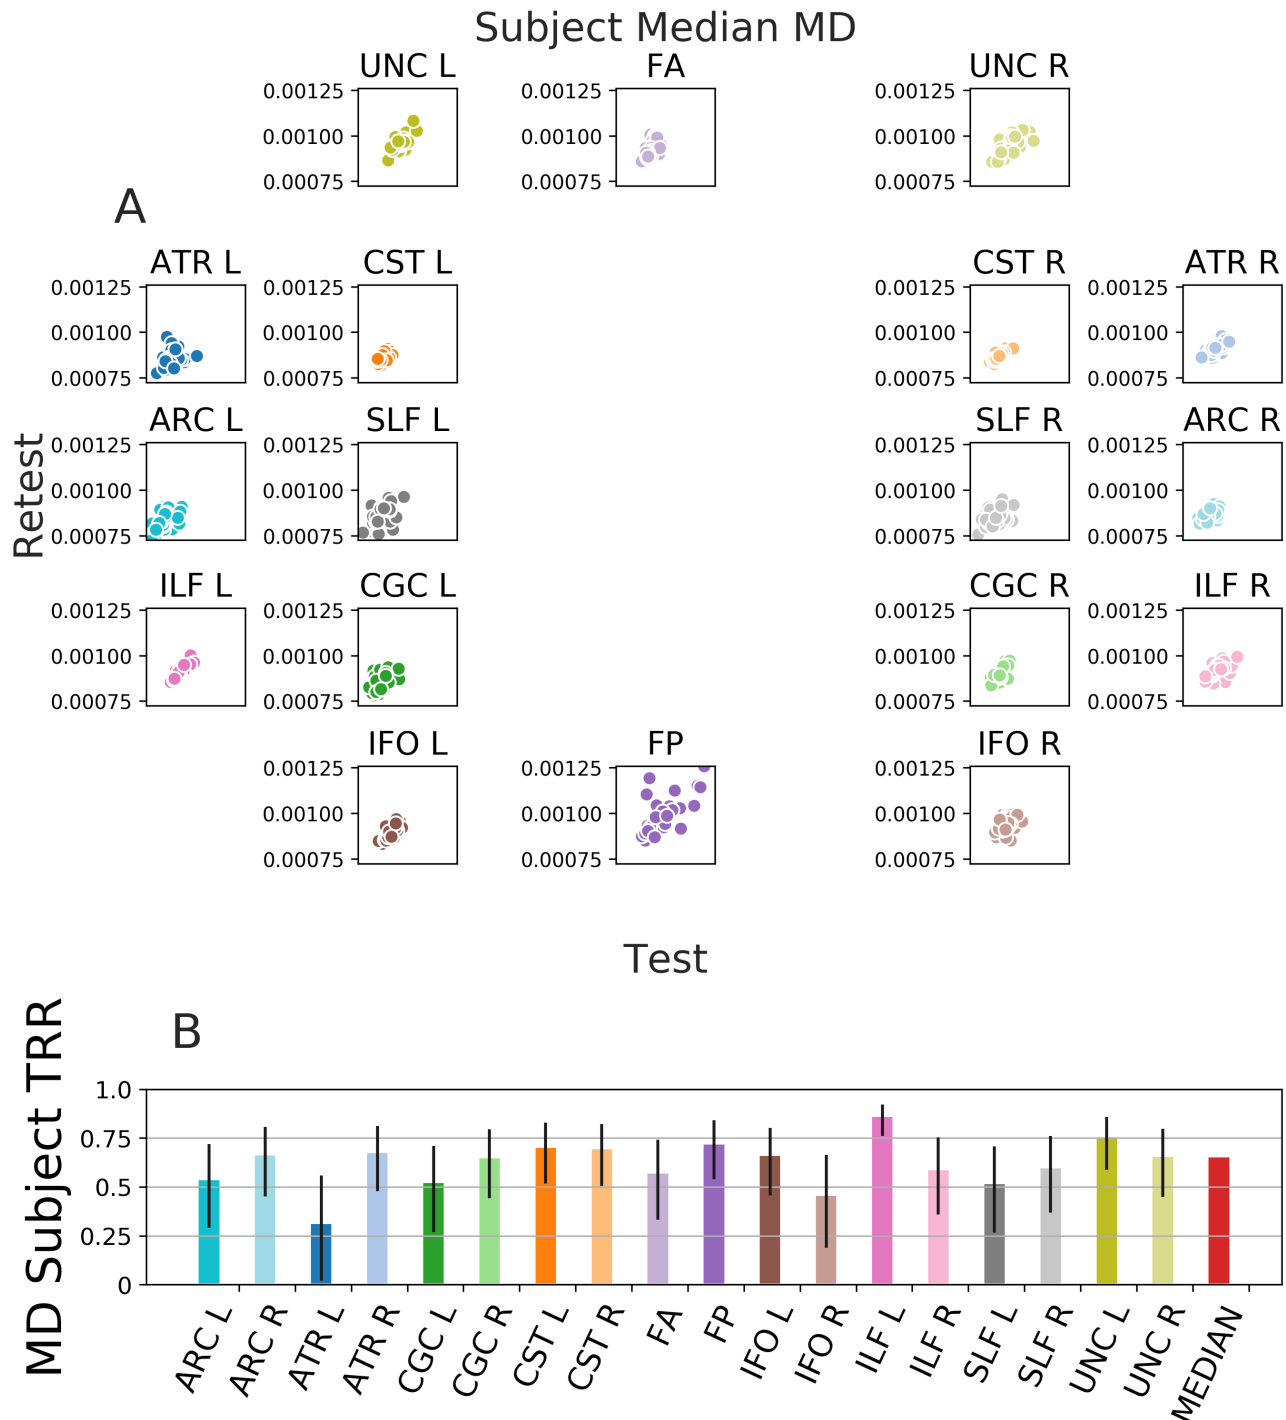 Subject Median MD
UNC L FA UNC R
0.00125 0.00125 0.00125
0.00100 0.00100 0.00100
0.00075 0.00075 0.00075
A
ATR L CST L CST R ATR R
0.00125 0.00125 0.00125 0.00125
0.00100 0.00100 0.00100 0.00100
0.00075 0.00075 0.00075 0.00075
ARC L SLF L SLF R ARC R
0.00125 0.00125 0.00125 0.00125
0.00100 0.00100 0.00100 0.00100
0.00075 0.00075 0.00075 0.00075
Retest
ILF L CGC L CGC R ILF R
0.00125 0.00125 0.00125 0.00125
0.00100 0.00100 0.00100 0.00100
0.00075 0.00075 0.00075 0.00075
IFO L FP IFO R
0.00125 0.00125 0.00125
0.00100 0.00100 0.00100
0.00075 0.00075 0.00075
Test
B
MD Subject TRR
1.0
0.75
0.5
0.25
0
ARC L ARC R ATR L ATR R CGC L CGC R CST L CST R FA FP IFO L IFO R ILF L ILF R SLF L SLF R UNC L UNC R MEDIAN